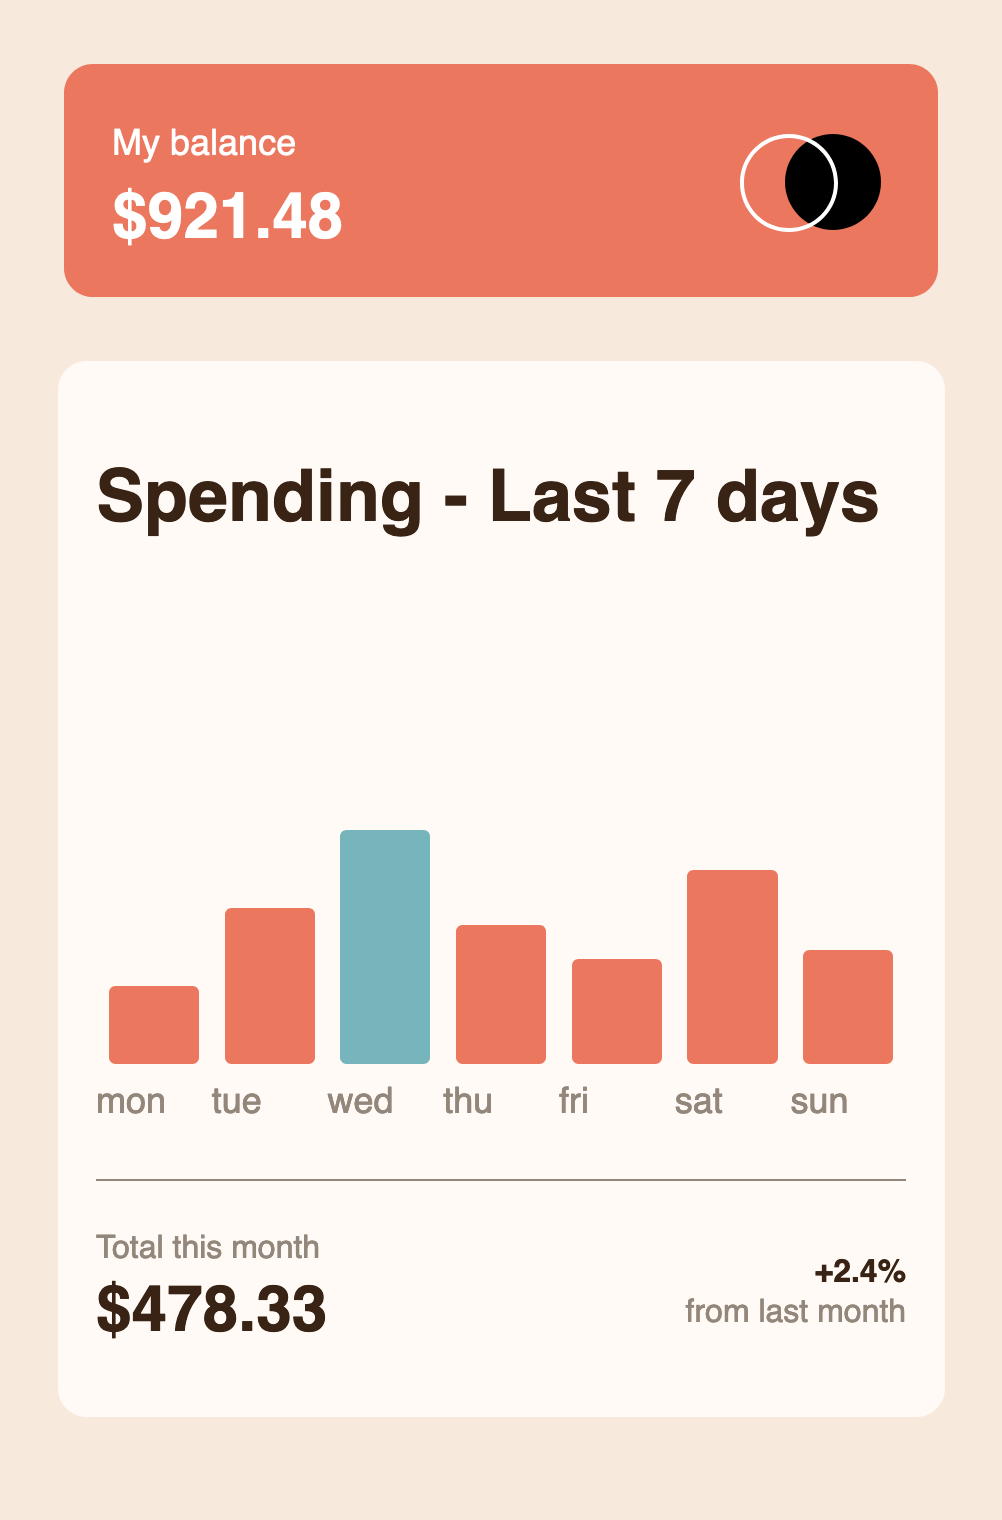 My balance
$921.48
Spending - Last 7 days
mon tue wed thu fri sat sun
Total this month
$478.33
+2.4%
from last month